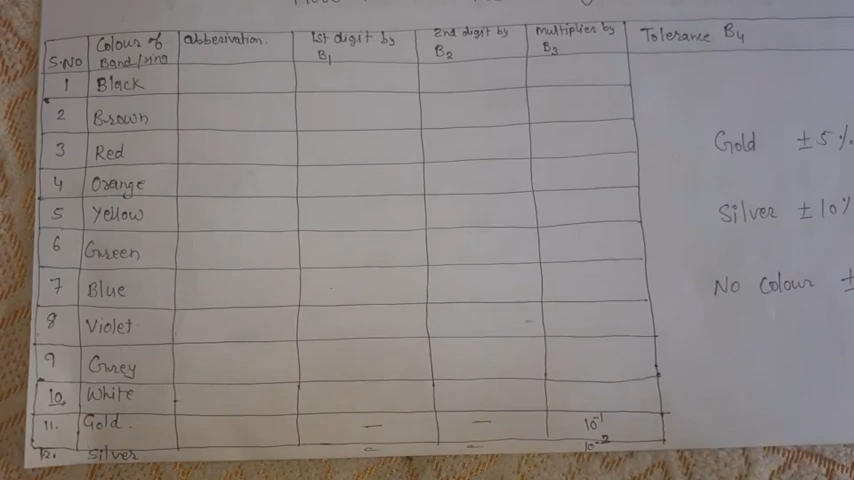 S.No Colour of Band/ring abbesivation. 1st digit by B1 2nd digit by B2 multiplier by B3 Tolerance B4
1 Black
2 Brown
3 Red
4 Orange
5 Yellow
6 Green
7 Blue
8 Violet
9 Grey
10. White
11. Gold. — — 10^-1
12. Silver — — 10^-2
Gold ±5%
Silver ±10%
No Colour ±